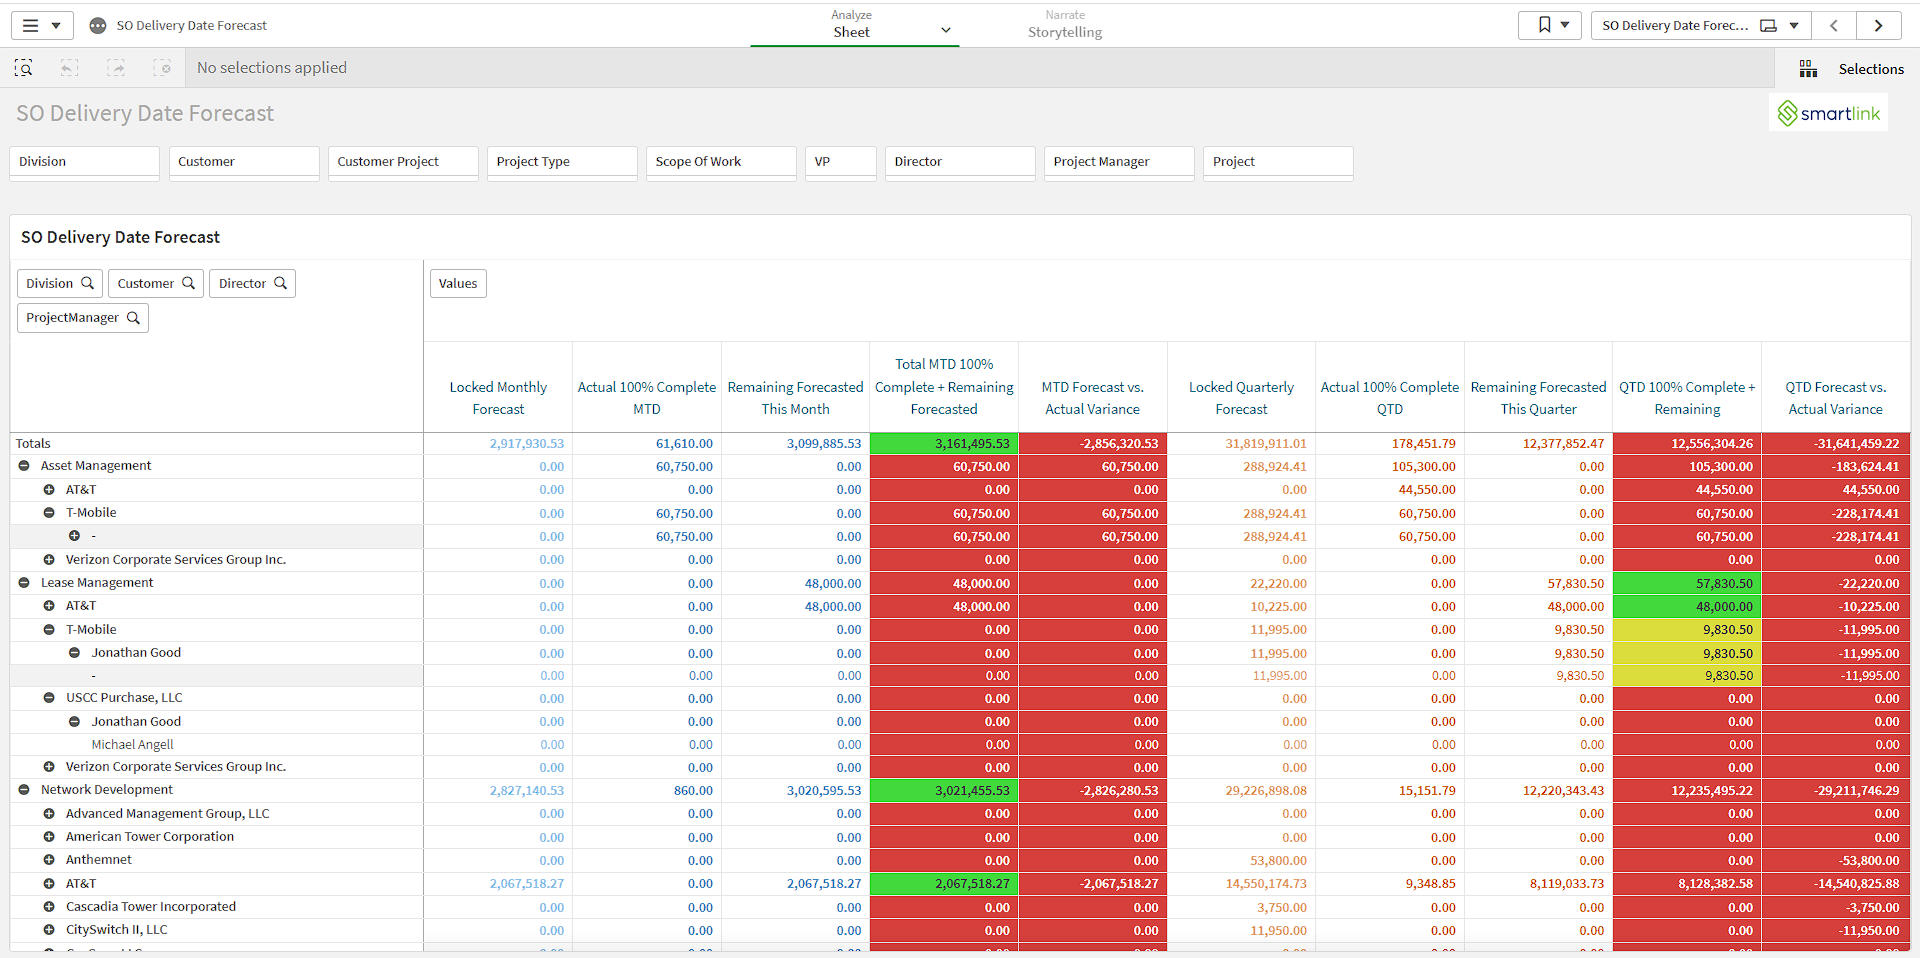 SO Delivery Date Forecast
Analyze
Sheet
Narrate
Storytelling
SO Delivery Date Forec...
No selections applied
Selections
SO Delivery Date Forecast
smartlink
Division Customer Customer Project Project Type Scope Of Work VP Director Project Manager Project
SO Delivery Date Forecast
Division Customer Director
ProjectManager
Values
Locked Monthly Forecast
Actual 100% Complete MTD
Remaining Forecasted This Month
Total MTD 100% Complete + Remaining Forecasted
MTD Forecast vs. Actual Variance
Locked Quarterly Forecast
Actual 100% Complete QTD
Remaining Forecasted This Quarter
QTD 100% Complete + Remaining
QTD Forecast vs. Actual Variance
Totals 2,917,930.53 61,610.00 3,099,885.53 3,161,495.53 -2,856,320.53 31,819,911.01 178,451.79 12,377,852.47 12,556,304.26 -31,641,459.22
Asset Management 0.00 60,750.00 0.00 60,750.00 60,750.00 288,924.41 105,300.00 0.00 105,300.00 -183,624.41
AT&T 0.00 0.00 0.00 0.00 0.00 0.00 44,550.00 0.00 44,550.00 44,550.00
T-Mobile 0.00 60,750.00 0.00 60,750.00 60,750.00 288,924.41 60,750.00 0.00 60,750.00 -228,174.41
- 0.00 60,750.00 0.00 60,750.00 60,750.00 288,924.41 60,750.00 0.00 60,750.00 -228,174.41
Verizon Corporate Services Group Inc. 0.00 0.00 0.00 0.00 0.00 0.00 0.00 0.00 0.00 0.00
Lease Management 0.00 0.00 48,000.00 48,000.00 0.00 22,220.00 0.00 57,830.50 57,830.50 -22,220.00
AT&T 0.00 0.00 48,000.00 48,000.00 0.00 10,225.00 0.00 48,000.00 48,000.00 -10,225.00
T-Mobile 0.00 0.00 0.00 0.00 0.00 11,995.00 0.00 9,830.50 9,830.50 -11,995.00
Jonathan Good 0.00 0.00 0.00 0.00 0.00 11,995.00 0.00 9,830.50 9,830.50 -11,995.00
- 0.00 0.00 0.00 0.00 0.00 11,995.00 0.00 9,830.50 9,830.50 -11,995.00
USCC Purchase, LLC 0.00 0.00 0.00 0.00 0.00 0.00 0.00 0.00 0.00 0.00
Jonathan Good 0.00 0.00 0.00 0.00 0.00 0.00 0.00 0.00 0.00 0.00
Michael Angell 0.00 0.00 0.00 0.00 0.00 0.00 0.00 0.00 0.00 0.00
Verizon Corporate Services Group Inc. 0.00 0.00 0.00 0.00 0.00 0.00 0.00 0.00 0.00 0.00
Network Development 2,827,140.53 860.00 3,020,595.53 3,021,455.53 -2,826,280.53 29,226,898.08 15,151.79 12,220,343.43 12,235,495.22 -29,211,746.29
Advanced Management Group, LLC 0.00 0.00 0.00 0.00 0.00 0.00 0.00 0.00 0.00 0.00
American Tower Corporation 0.00 0.00 0.00 0.00 0.00 0.00 0.00 0.00 0.00 0.00
Anthemnet 0.00 0.00 0.00 0.00 0.00 53,800.00 0.00 0.00 0.00 -53,800.00
AT&T 2,067,518.27 0.00 2,067,518.27 2,067,518.27 -2,067,518.27 14,550,174.73 9,348.85 8,119,033.73 8,128,382.58 -14,540,825.88
Cascadia Tower Incorporated 0.00 0.00 0.00 0.00 0.00 3,750.00 0.00 0.00 0.00 -3,750.00
CitySwitch II, LLC 0.00 0.00 0.00 0.00 0.00 11,950.00 0.00 0.00 0.00 -11,950.00